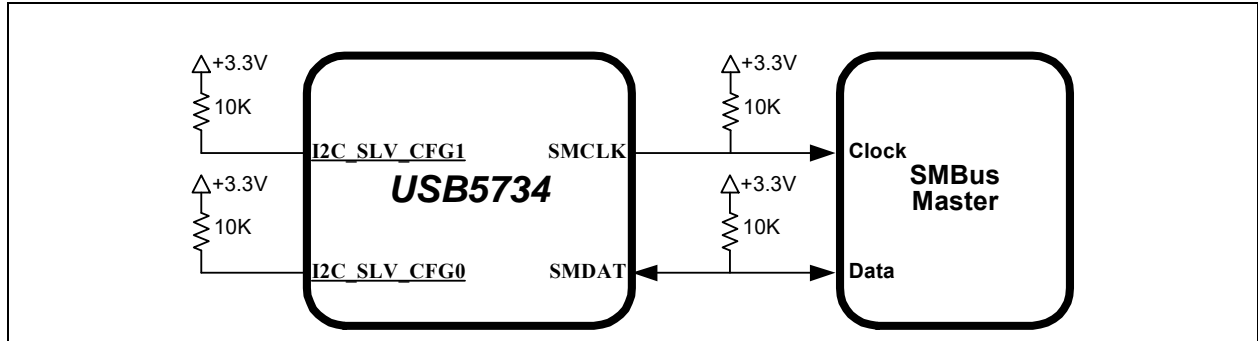 +3.3V
10K
I2C_SLV_CFG1
+3.3V
10K
I2C_SLV_CFG0
USB5734
SMCLK
SMDAT
+3.3V
10K
+3.3V
10K
Clock
SMBus
Master
Data